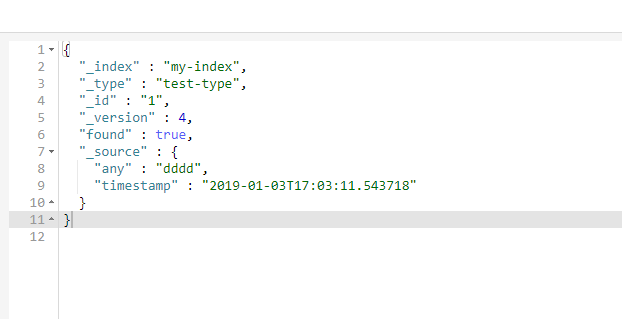 1 {
2 "_index" : "my-index",
3 "_type" : "test-type",
4 "_id" : "1",
5 "_version" : 4,
6 "found" : true,
7 "_source" : {
8 "any" : "dddd",
9 "timestamp" : "2019-01-03T17:03:11.543718"
10 }
11 }
12